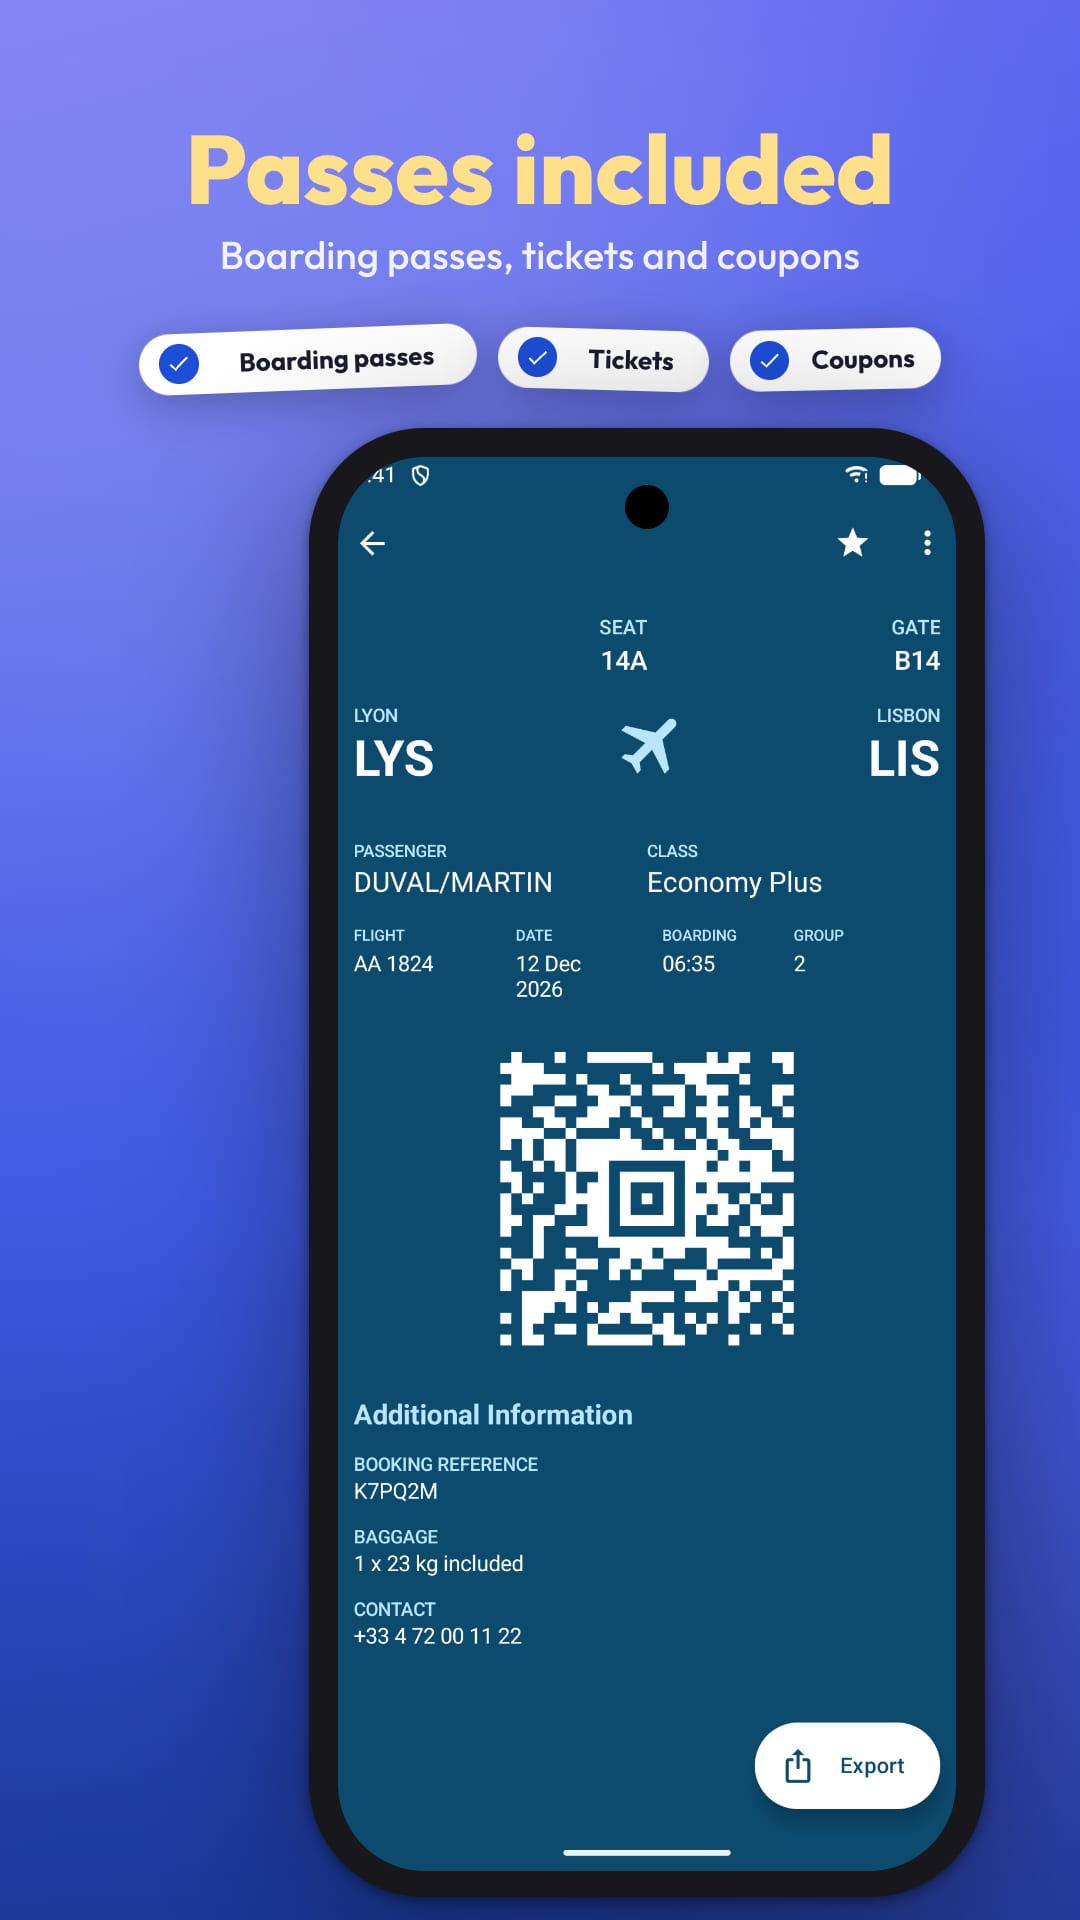 Passes included
Boarding passes, tickets and coupons
Boarding passes
Tickets
Coupons
:41
SEAT
14A
GATE
B14
LYON
LYS
LISBON
LIS
PASSENGER
DUVAL/MARTIN
CLASS
Economy Plus
FLIGHT
AA 1824
DATE
12 Dec
2026
BOARDING
06:35
GROUP
2
Additional Information
BOOKING REFERENCE
K7PQ2M
BAGGAGE
1 x 23 kg included
CONTACT
+33 4 72 00 11 22
Export